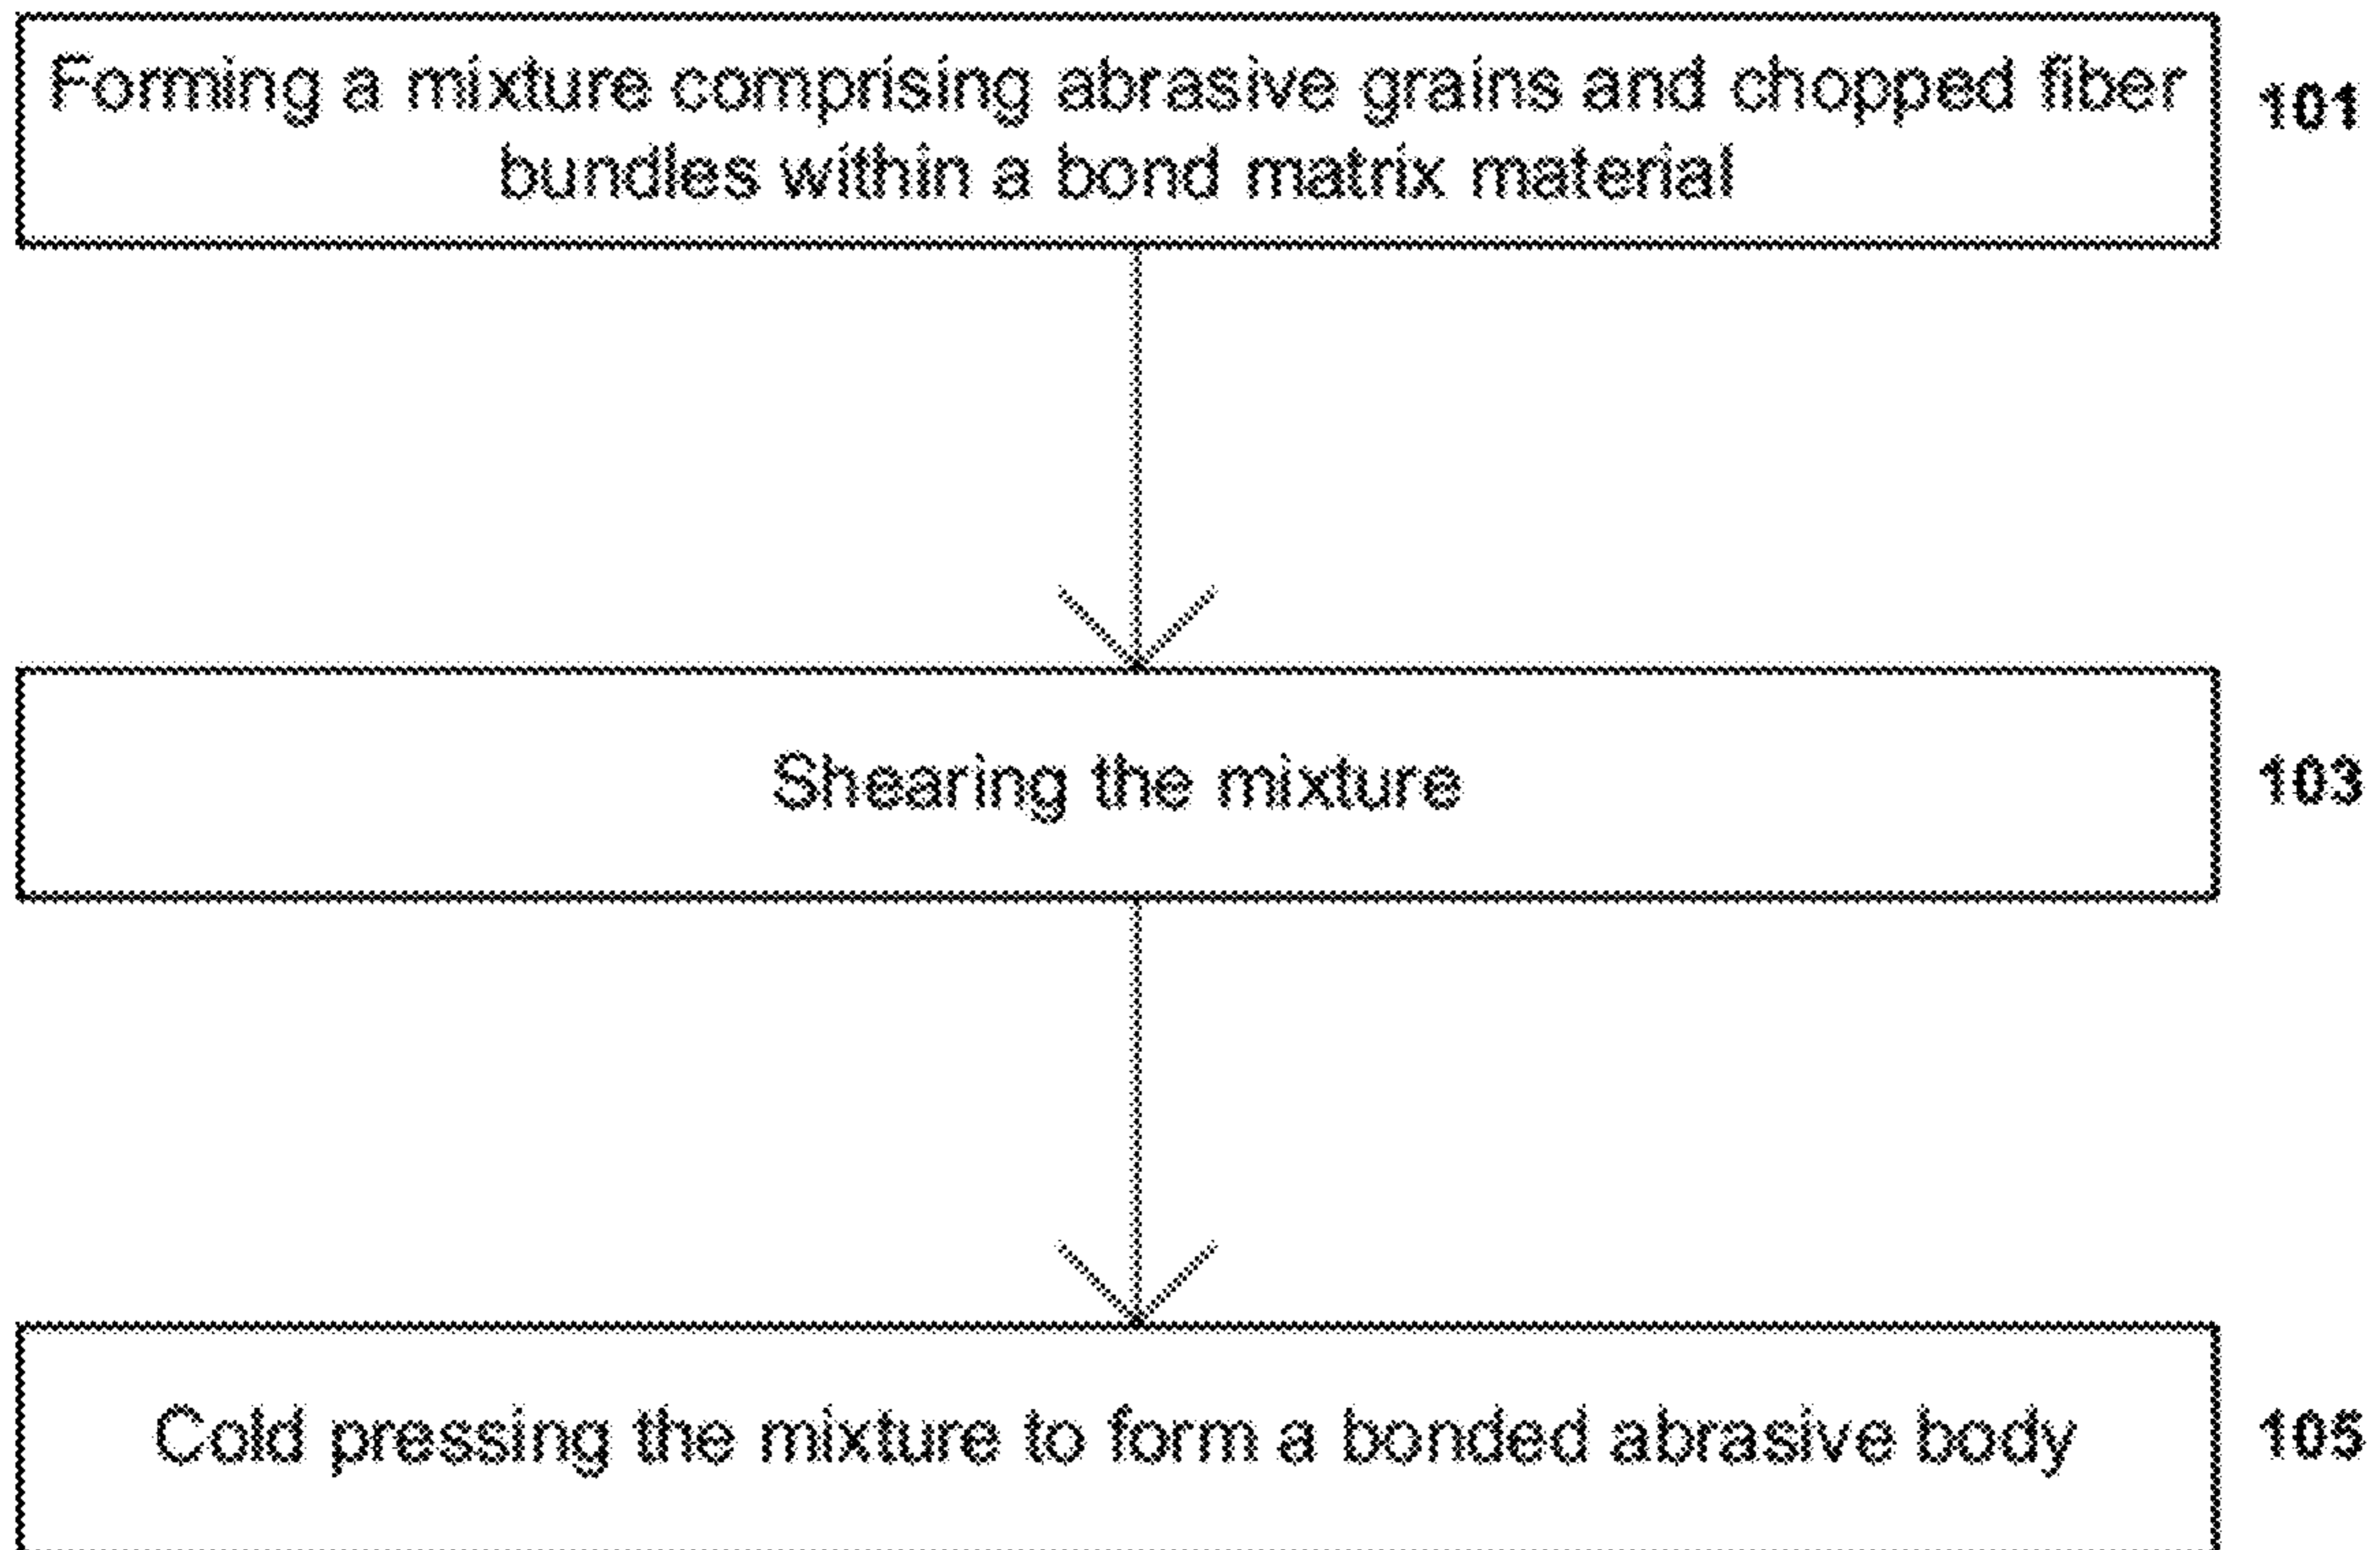 Forming a mixture comprising abrasive grains and chopped fiber
bundles within a bond matrix material
101
Shearing the mixture
103
Cold pressing the mixture to form a bonded abrasive body
105